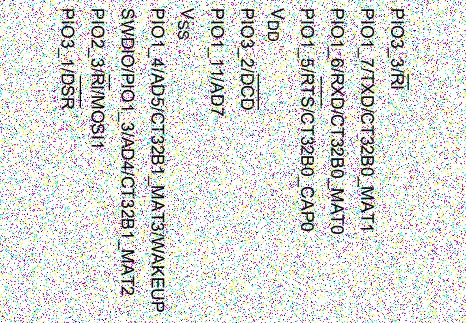 PIO3_3/RI
PIO1_7/TXD/CT32B0_MAT1
PIO1_6/RXD/CT32B0_MAT0
PIO1_5/RTS/CT32B0_CAP0
VDD
PIO3_2/DCD
PIO1_11/AD7
VSS
PIO1_4/AD5/CT32B1_MAT3/WAKEUP
SWDIO/PIO1_3/AD4/CT32B1_MAT2
PIO2_3/RI/MOSI1
PIO3_1/DSR